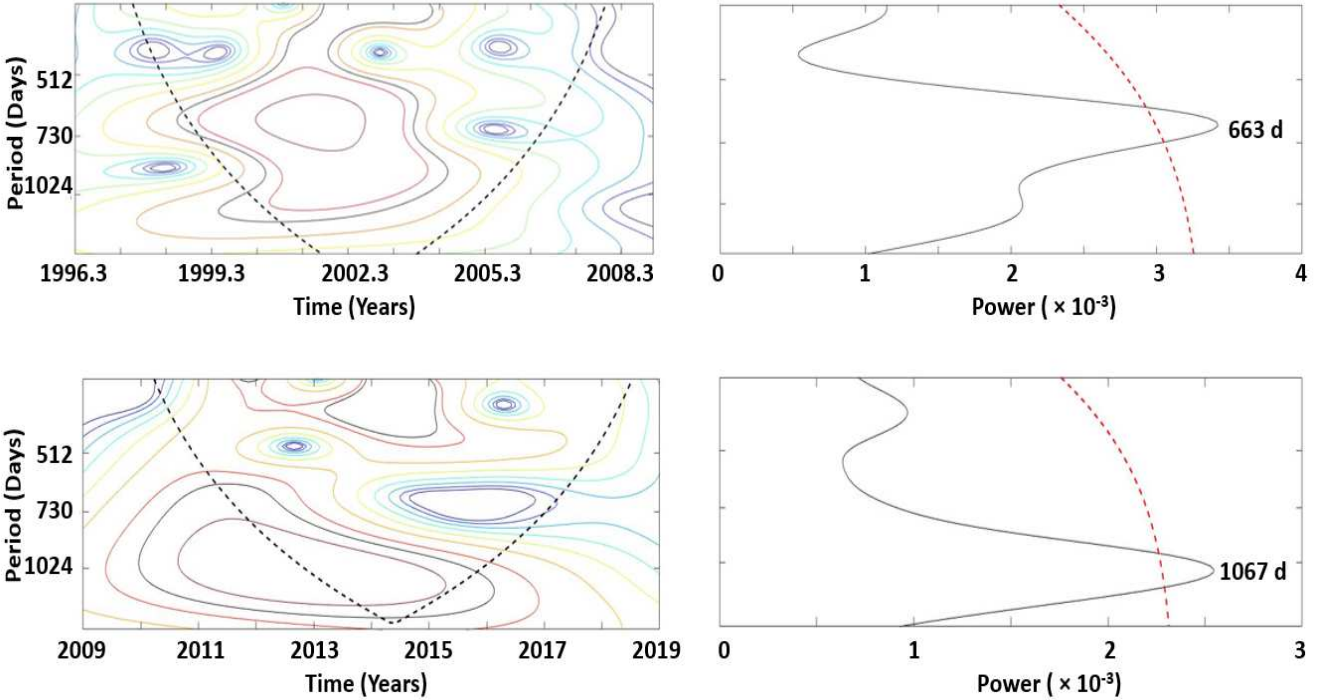 Period (Days)
512
730
1024
1996.3 1999.3 2002.3 2005.3 2008.3
Time (Years)
663 d
0 1 2 3 4
Power ( × 10⁻³)
Period (Days)
512
730
1024
2009 2011 2013 2015 2017 2019
Time (Years)
1067 d
0 1 2 3
Power ( × 10⁻³)